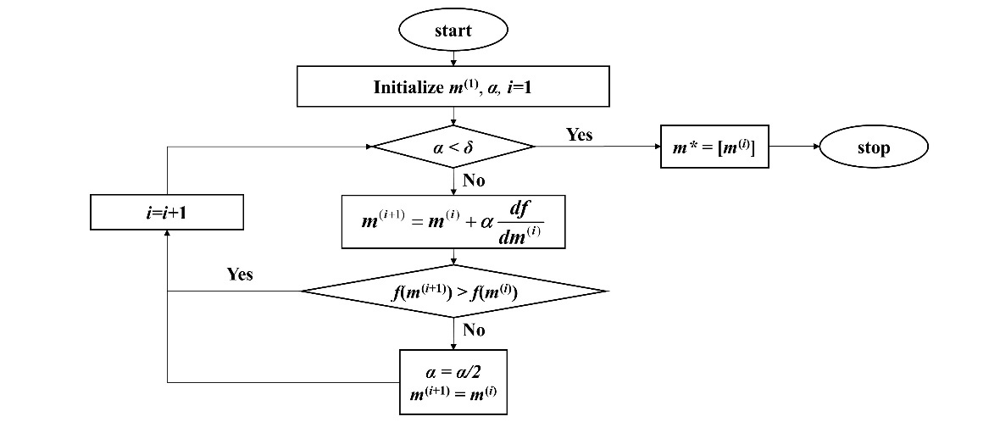 start
Initialize m⁽¹⁾, α, i=1
α < δ
Yes
m* = [m⁽ⁱ⁾]
stop
No
i=i+1
m⁽ⁱ⁺¹⁾ = m⁽ⁱ⁾ + α df/dm⁽ⁱ⁾
Yes
f(m⁽ⁱ⁺¹⁾) > f(m⁽ⁱ⁾)
No
α = α/2
m⁽ⁱ⁺¹⁾ = m⁽ⁱ⁾